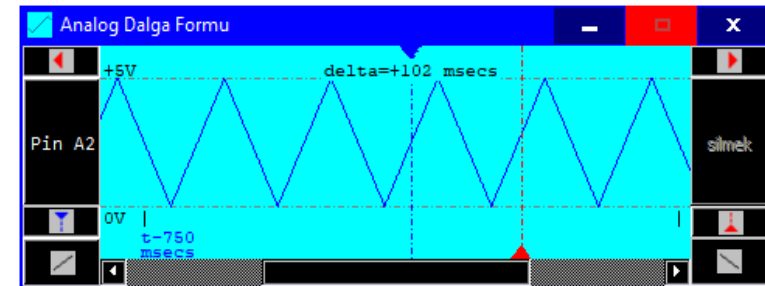 Analog Dalga Formu
x
+5V
delta=+102 msecs
Pin A2
silmek
0V
t-750
msecs